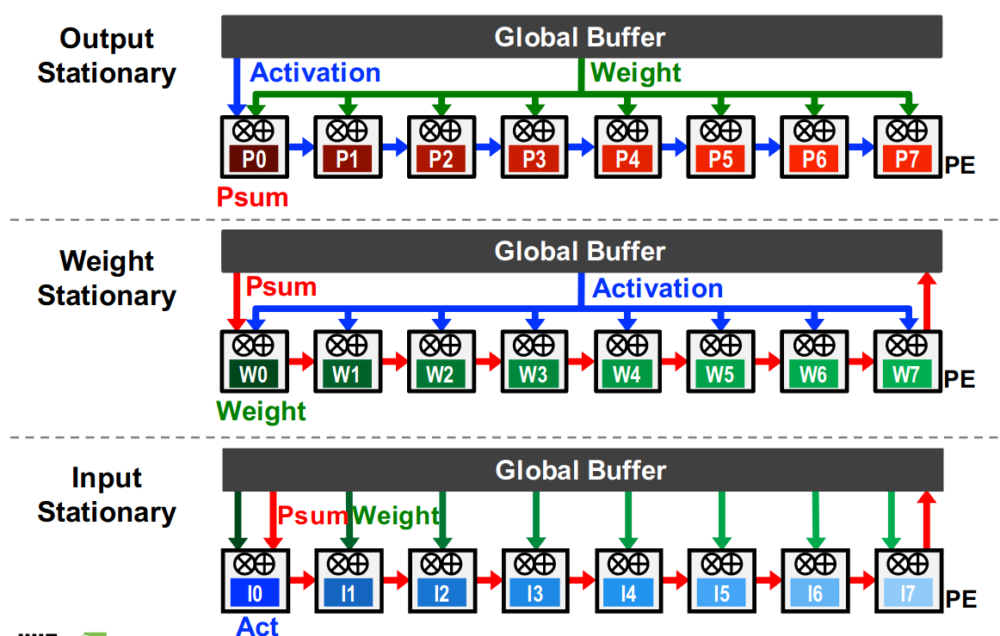 Output
Stationary
Global Buffer
Activation
Weight
P0 P1 P2 P3 P4 P5 P6 P7
PE
Psum
Weight
Stationary
Global Buffer
Psum
Activation
W0 W1 W2 W3 W4 W5 W6 W7
PE
Weight
Input
Stationary
Global Buffer
Psum
Weight
I0 I1 I2 I3 I4 I5 I6 I7
PE
Act